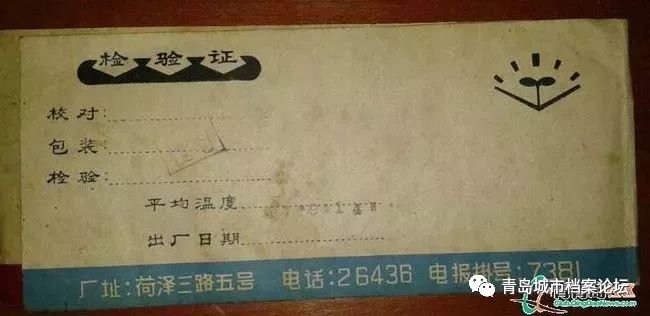 检验证
校对:
包装:
检验:
平均温度
出厂日期
厂址:菏泽三路五号 电话:26436 电报挂号:7381
青岛城市档案论坛